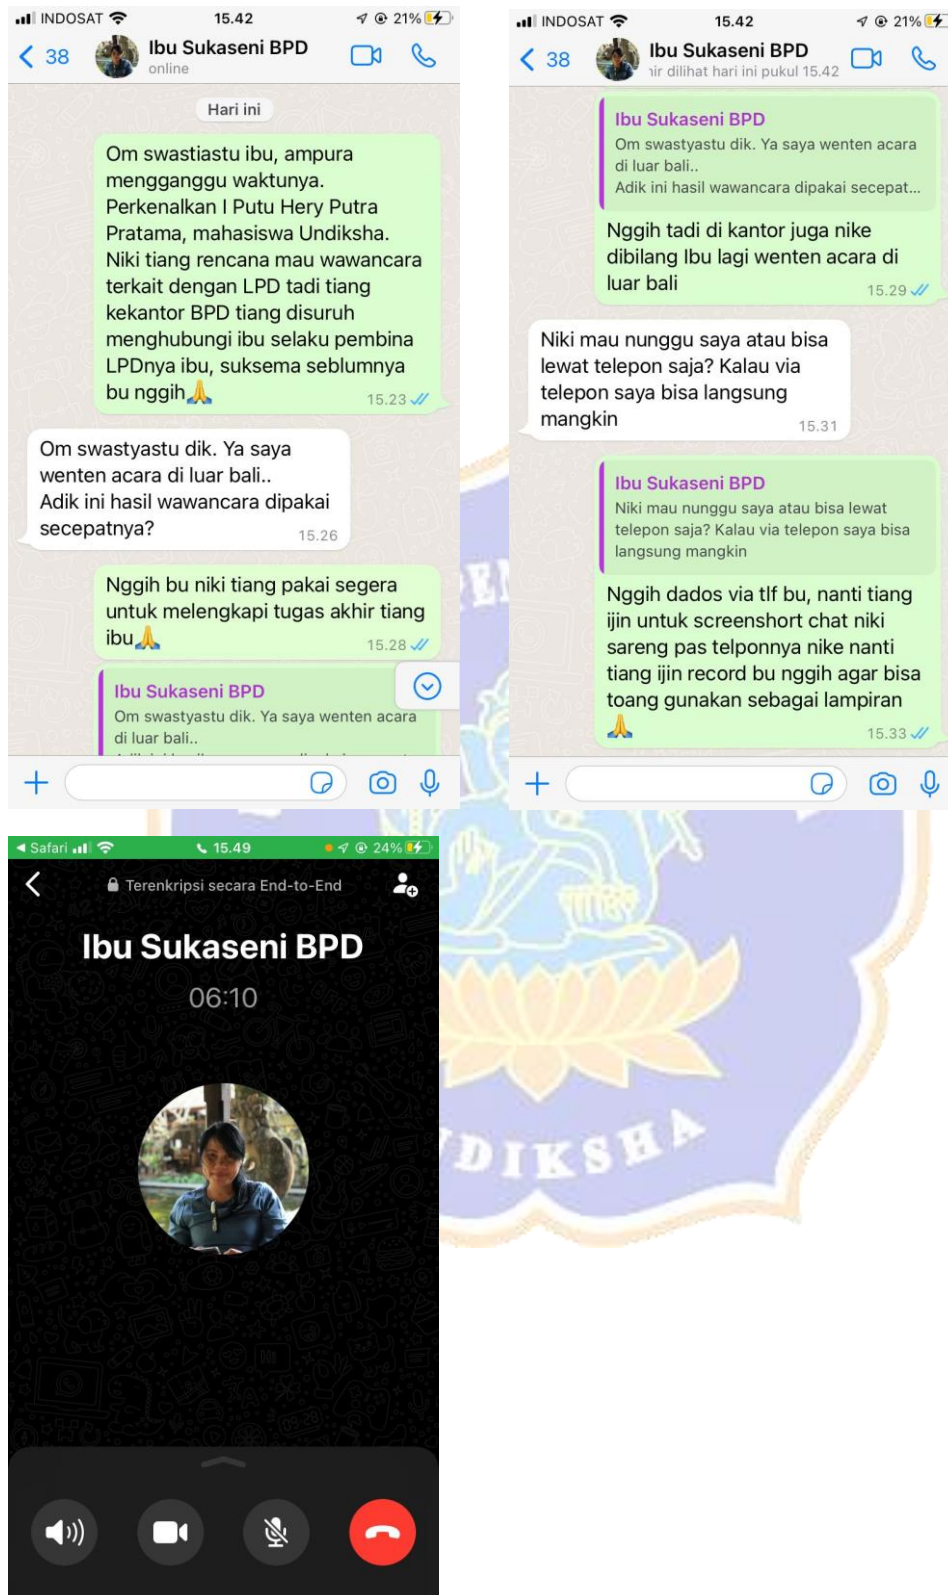 INDOSAT 15.42 21%
38 Ibu Sukaseni BPD
online
Hari ini
Om swastiastu ibu, ampura
mengganggu waktunya.
Perkenalkan I Putu Hery Putra
Pratama, mahasiswa Undiksha.
Niki tiang rencana mau wawancara
terkait dengan LPD tadi tiang
kekantor BPD tiang disuruh
menghubungi ibu selaku pembina
LPDnya ibu, suksema seblumnya
bu nggih🙏 15.23
Om swastyastu dik. Ya saya
wenten acara di luar bali..
Adik ini hasil wawancara dipakai
secepatnya? 15.26
Nggih bu niki tiang pakai segera
untuk melengkapi tugas akhir tiang
ibu🙏 15.28
Ibu Sukaseni BPD
Om swastyastu dik. Ya saya wenten acara
di luar bali..
INDOSAT 15.42 21%
38 Ibu Sukaseni BPD
hir dilihat hari ini pukul 15.42
Ibu Sukaseni BPD
Om swastyastu dik. Ya saya wenten acara
di luar bali..
Adik ini hasil wawancara dipakai secepat...
Nggih tadi di kantor juga nike
dibilang Ibu lagi wenten acara di
luar bali 15.29
Niki mau nunggu saya atau bisa
lewat telepon saja? Kalau via
telepon saya bisa langsung
mangkin 15.31
Ibu Sukaseni BPD
Niki mau nunggu saya atau bisa lewat
telepon saja? Kalau via telepon saya bisa
langsung mangkin
Nggih dados via tlf bu, nanti tiang
ijin untuk screenshort chat niki
sareng pas telponnya nike nanti
tiang ijin record bu nggih agar bisa
toang gunakan sebagai lampiran
🙏 15.33
Safari 15.49 24%
Terenkripsi secara End-to-End
Ibu Sukaseni BPD
06:10
NDIKSHA